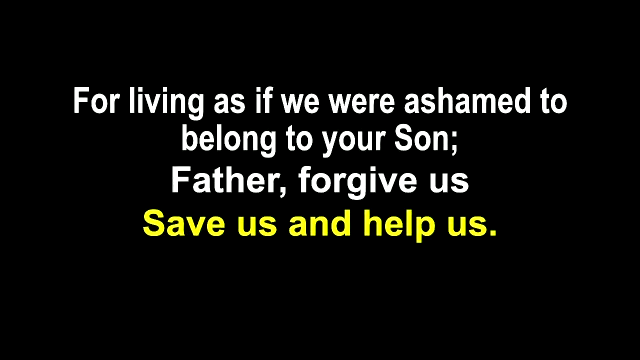 For living as if we were ashamed to
belong to your Son;
Father, forgive us
Save us and help us.